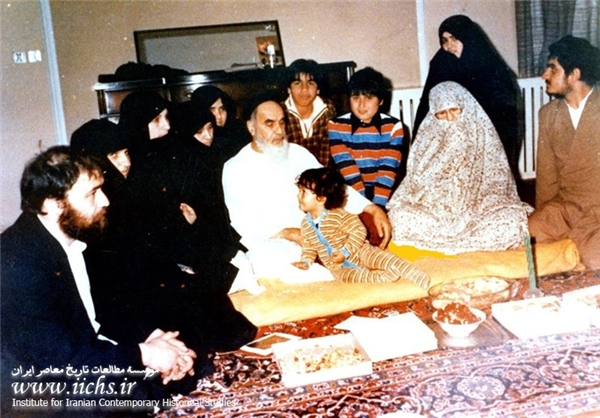 موسسه مطالعات تاریخ معاصر ایران
www.iichs.ir
Institute for Iranian Contemporary Historical Studies